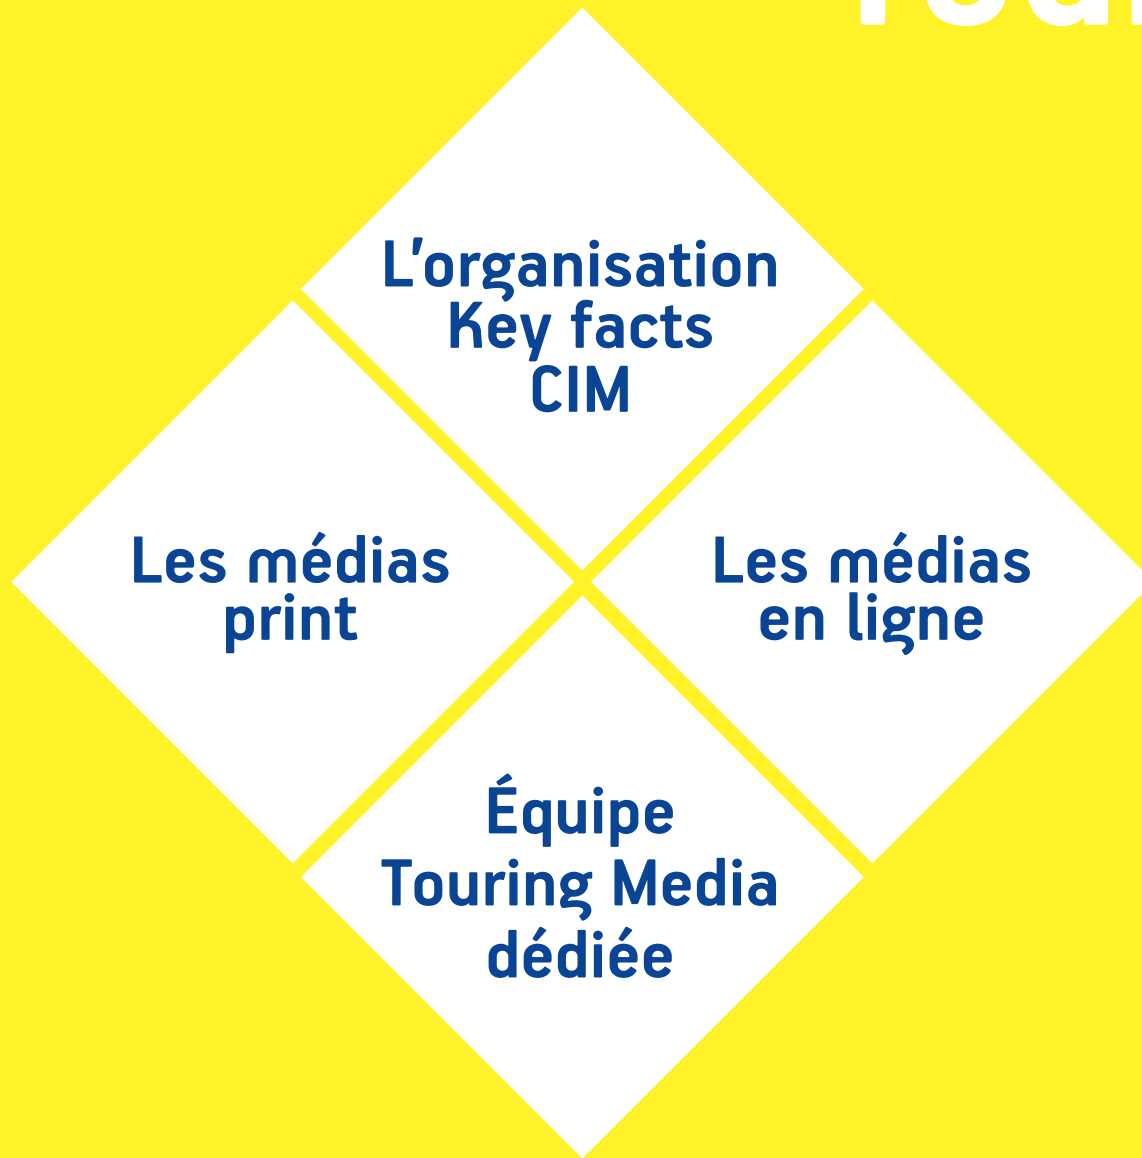 L'organisation
Key facts
CIM
Les médias
print
Les médias
en ligne
Équipe
Touring Media
dédiée